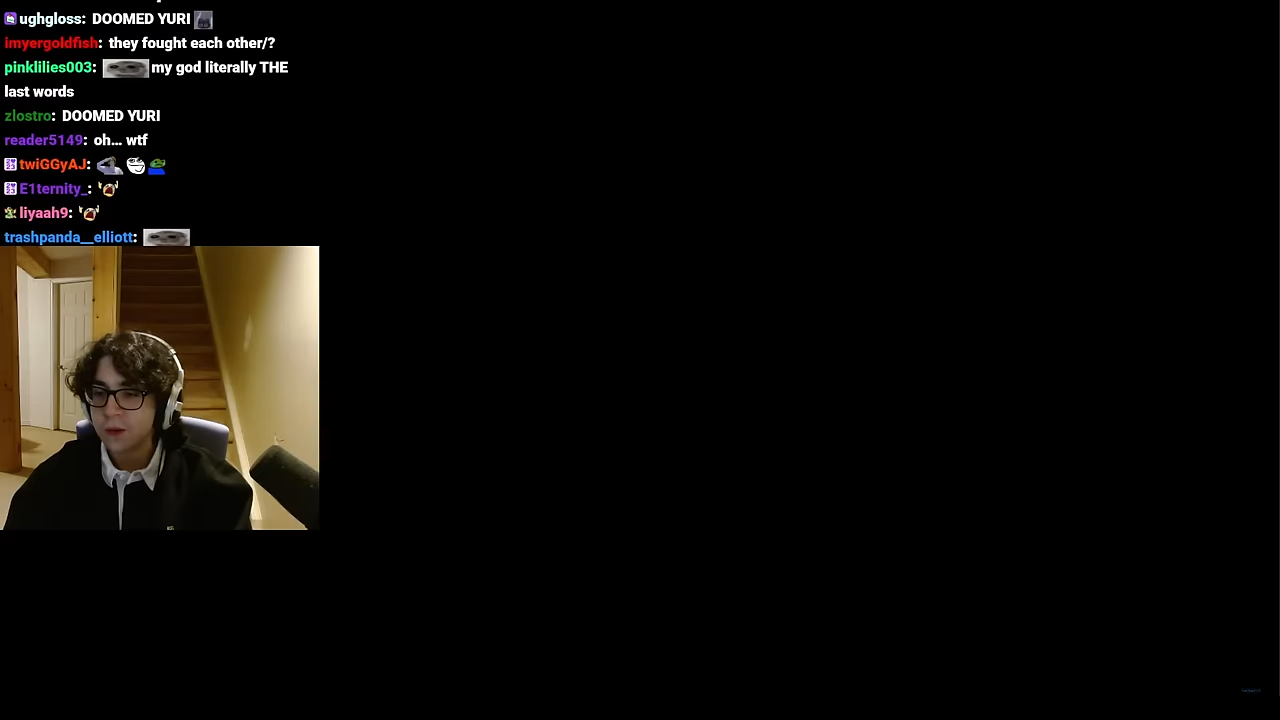 ughgloss: DOOMED YURI
imyergoldfish: they fought each other/?
pinklilies003: my god literally THE
last words
zlostro: DOOMED YURI
reader5149: oh... wtf
twiGGyAJ:
E1ternity_:
liyaah9:
trashpanda__elliott: